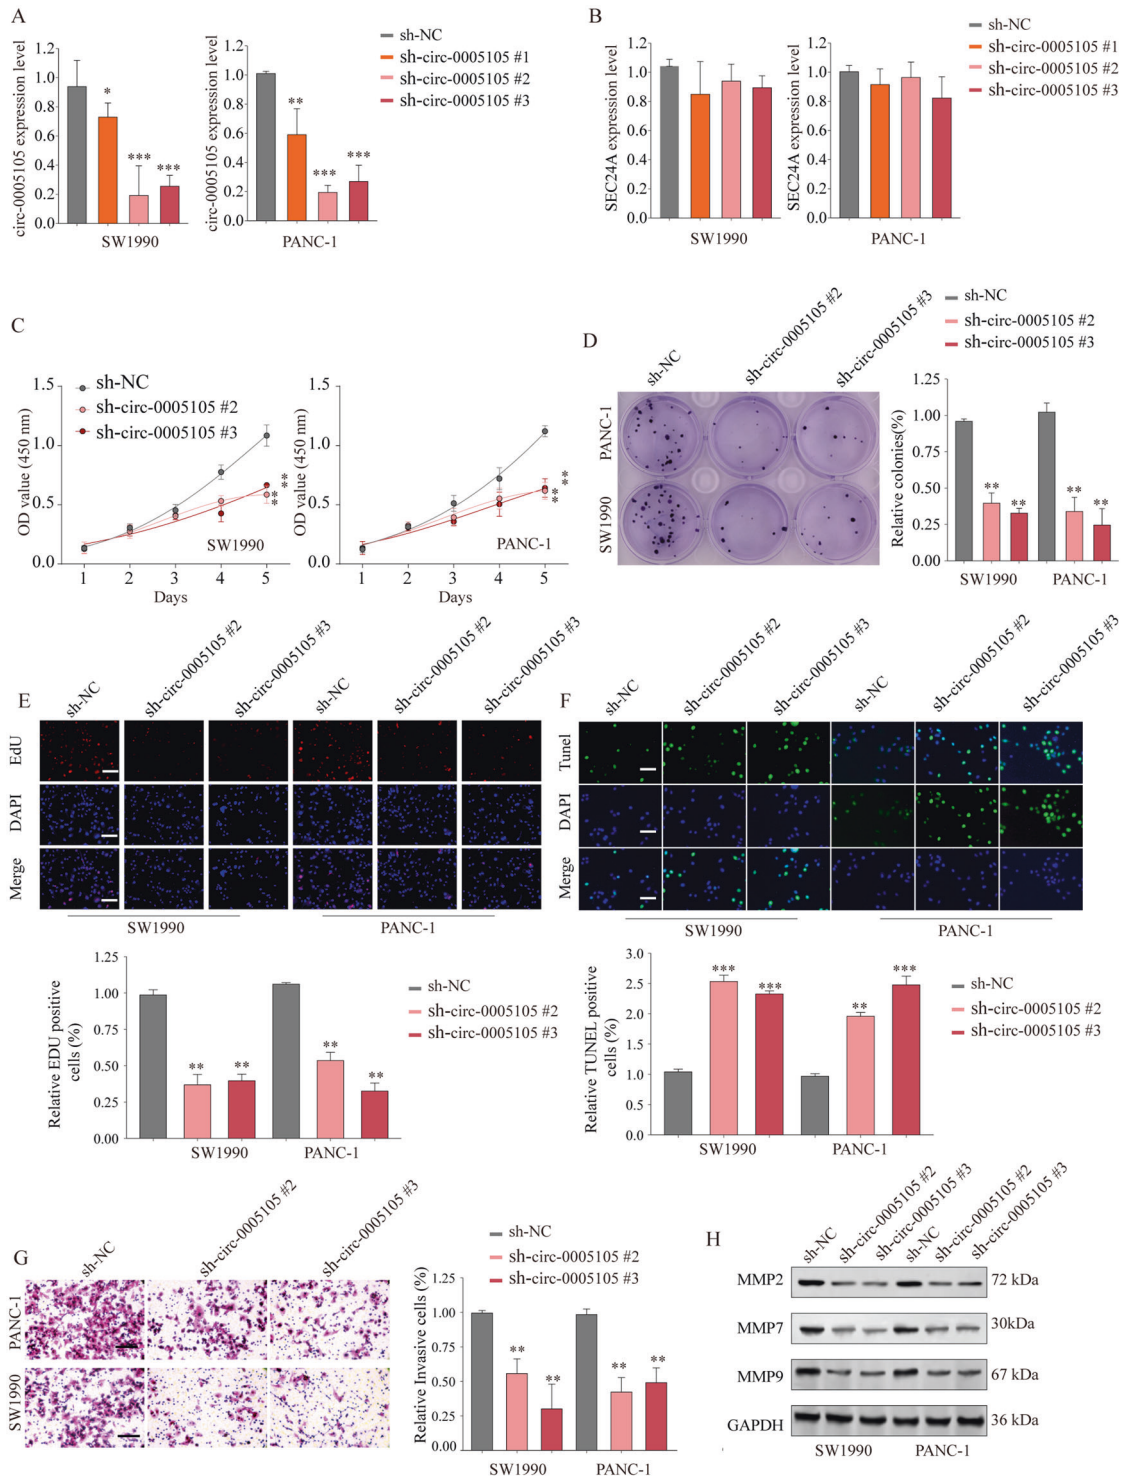 A
circ-0005105 expression level
1.2
1.0
0.8
0.6
0.4
0.2
0.0
*
***
***
SW1990
circ-0005105 expression level
1.2
1.0
0.8
0.6
0.4
0.2
0.0
**
***
***
PANC-1
sh-NC
sh-circ-0005105 #1
sh-circ-0005105 #2
sh-circ-0005105 #3
B
SEC24A expression level
1.2
1.0
0.8
0.6
0.4
0.2
0.0
SW1990
SEC24A expression level
1.2
1.0
0.8
0.6
0.4
0.2
0.0
PANC-1
sh-NC
sh-circ-0005105 #1
sh-circ-0005105 #2
sh-circ-0005105 #3
C
OD value (450 nm)
1.5
1.0
0.5
0.0
sh-NC
sh-circ-0005105 #2
sh-circ-0005105 #3
**
**
SW1990
1 2 3 4 5
Days
OD value (450 nm)
1.5
1.0
0.5
0.0
**
**
PANC-1
1 2 3 4 5
Days
D
sh-NC
sh-circ-0005105 #2
sh-circ-0005105 #3
PANC-1
SW1990
sh-NC
sh-circ-0005105 #2
sh-circ-0005105 #3
Relative colonies(%)
1.25
1.00
0.75
0.50
0.25
0.00
** ** ** **
SW1990 PANC-1
E
sh-NC
sh-circ-0005105 #2
sh-circ-0005105 #3
sh-NC
sh-circ-0005105 #2
sh-circ-0005105 #3
EdU
DAPI
Merge
SW1990 PANC-1
Relative EDU positive
cells (%)
1.25
1.00
0.75
0.50
0.25
0.00
** ** ** **
SW1990 PANC-1
sh-NC
sh-circ-0005105 #2
sh-circ-0005105 #3
F
sh-NC
sh-circ-0005105 #2
sh-circ-0005105 #3
sh-NC
sh-circ-0005105 #2
sh-circ-0005105 #3
Tunel
DAPI
Merge
SW1990 PANC-1
Relative TUNEL positive
cells (%)
3.0
2.5
2.0
1.5
1.0
0.5
0.0
*** *** ** ***
SW1990 PANC-1
sh-NC
sh-circ-0005105 #2
sh-circ-0005105 #3
G
sh-NC
sh-circ-0005105 #2
sh-circ-0005105 #3
PANC-1
SW1990
sh-NC
sh-circ-0005105 #2
sh-circ-0005105 #3
Relative Invasive cells (%)
1.25
1.00
0.75
0.50
0.25
0.00
** ** ** **
SW1990 PANC-1
H
sh-NC
sh-circ-0005105 #2
sh-circ-0005105 #3
sh-NC
sh-circ-0005105 #2
sh-circ-0005105 #3
MMP2 72 kDa
MMP7 30kDa
MMP9 67 kDa
GAPDH 36 kDa
SW1990 PANC-1